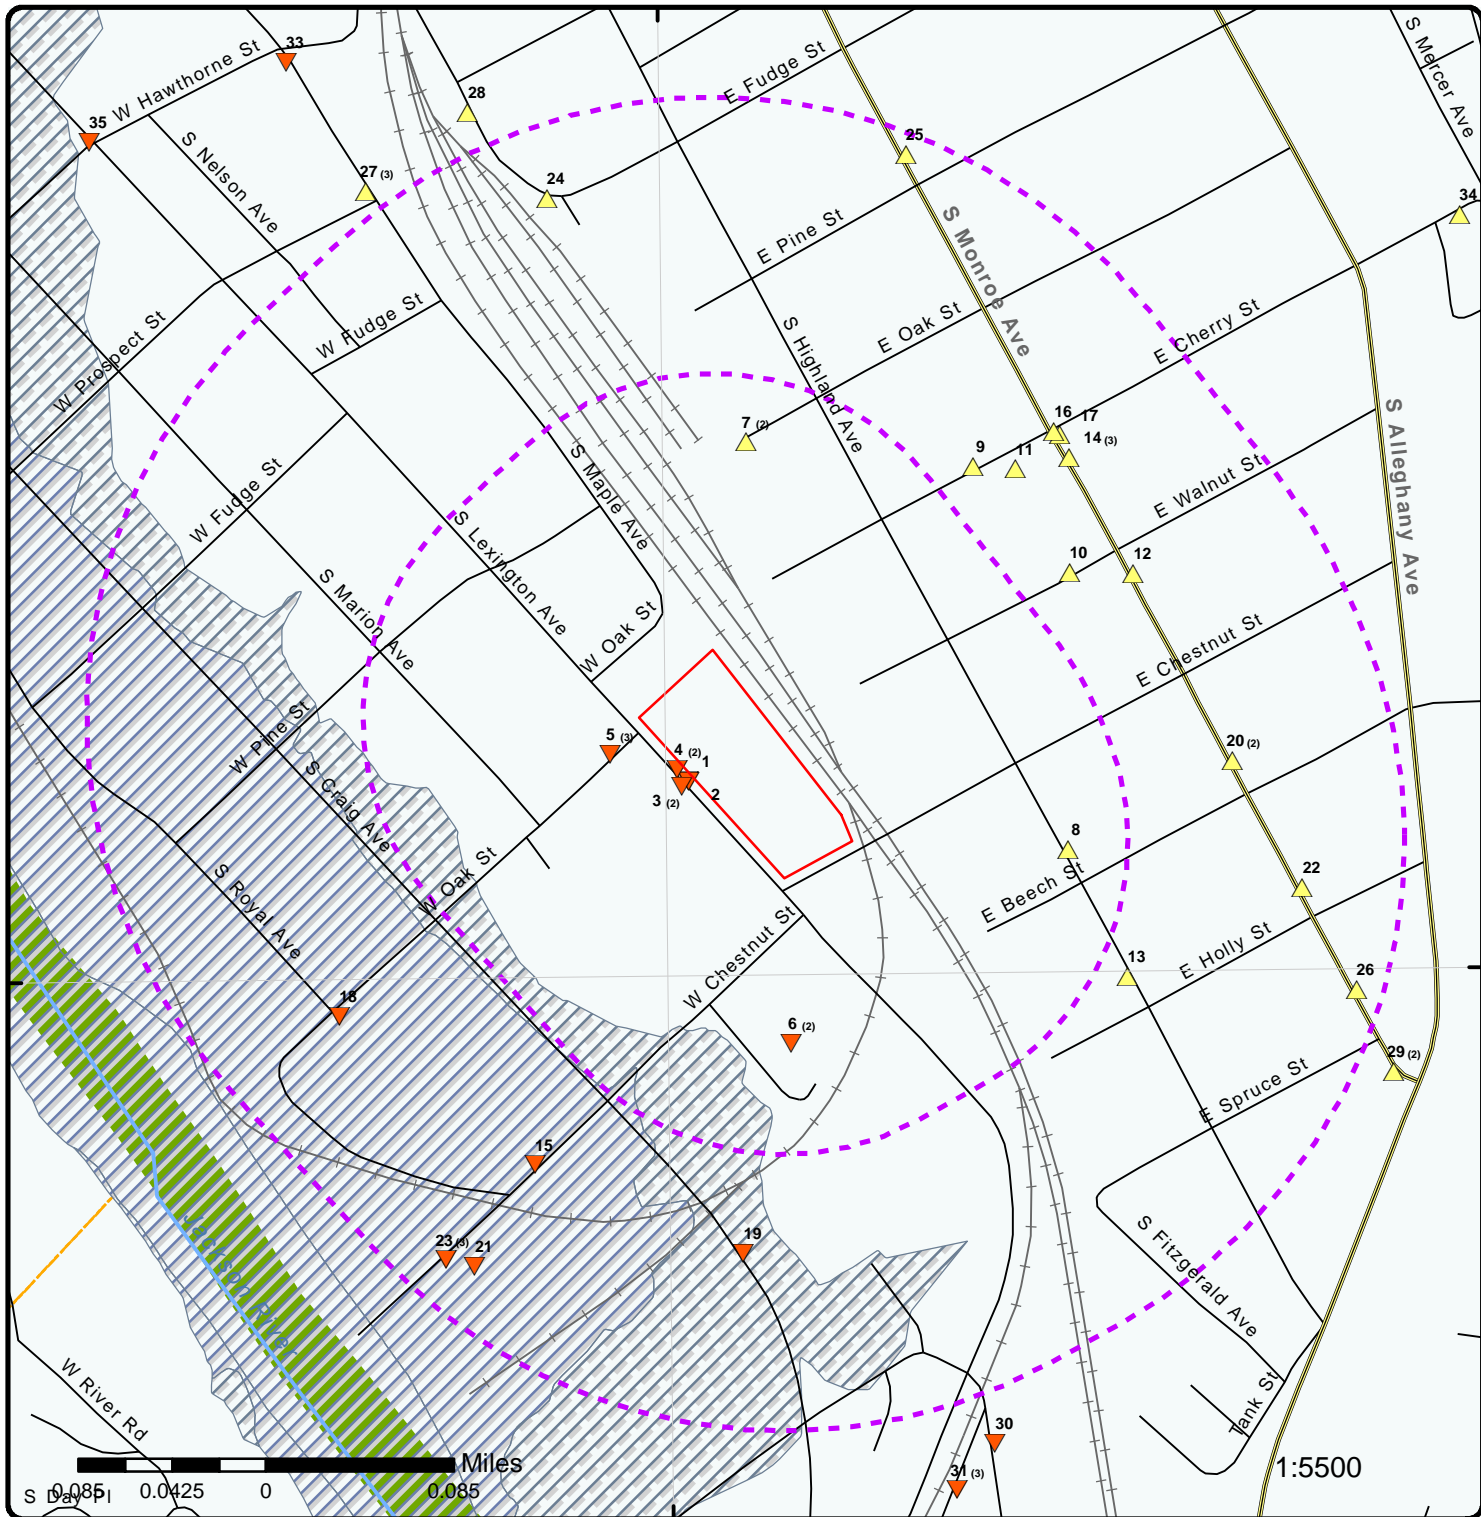 33
W Hawthorne St
S Mercer Ave
E Fudge St
28
35
S Nelson Ave
25
27 (3)
24
34
S Monroe Ave
E Pine St
W Prospect St
W Fudge St
S Highland Ave
E Oak St
E Cherry St
S Alleghany Ave
7 (2)
16
17
14 (3)
9
11
W Fudge St
S Maple Ave
S Lexington Ave
E Walnut St
S Marion Ave
10
12
W Oak St
E Chestnut St
W Pine St
5 (3)
4 (2)
1
2
3 (2)
20 (2)
S Craig Ave
8
W Oak St
S Royal Ave
22
E Beech St
W Chestnut St
E Holly St
13
26
18
6 (2)
29 (2)
E Spruce St
15
Jackson River
23 (3)
21
19
S Fitzgerald Ave
W River Rd
Tank St
30
31 (3)
Miles
1:5500
0.085
0.0425
0
0.085
S Day Pl